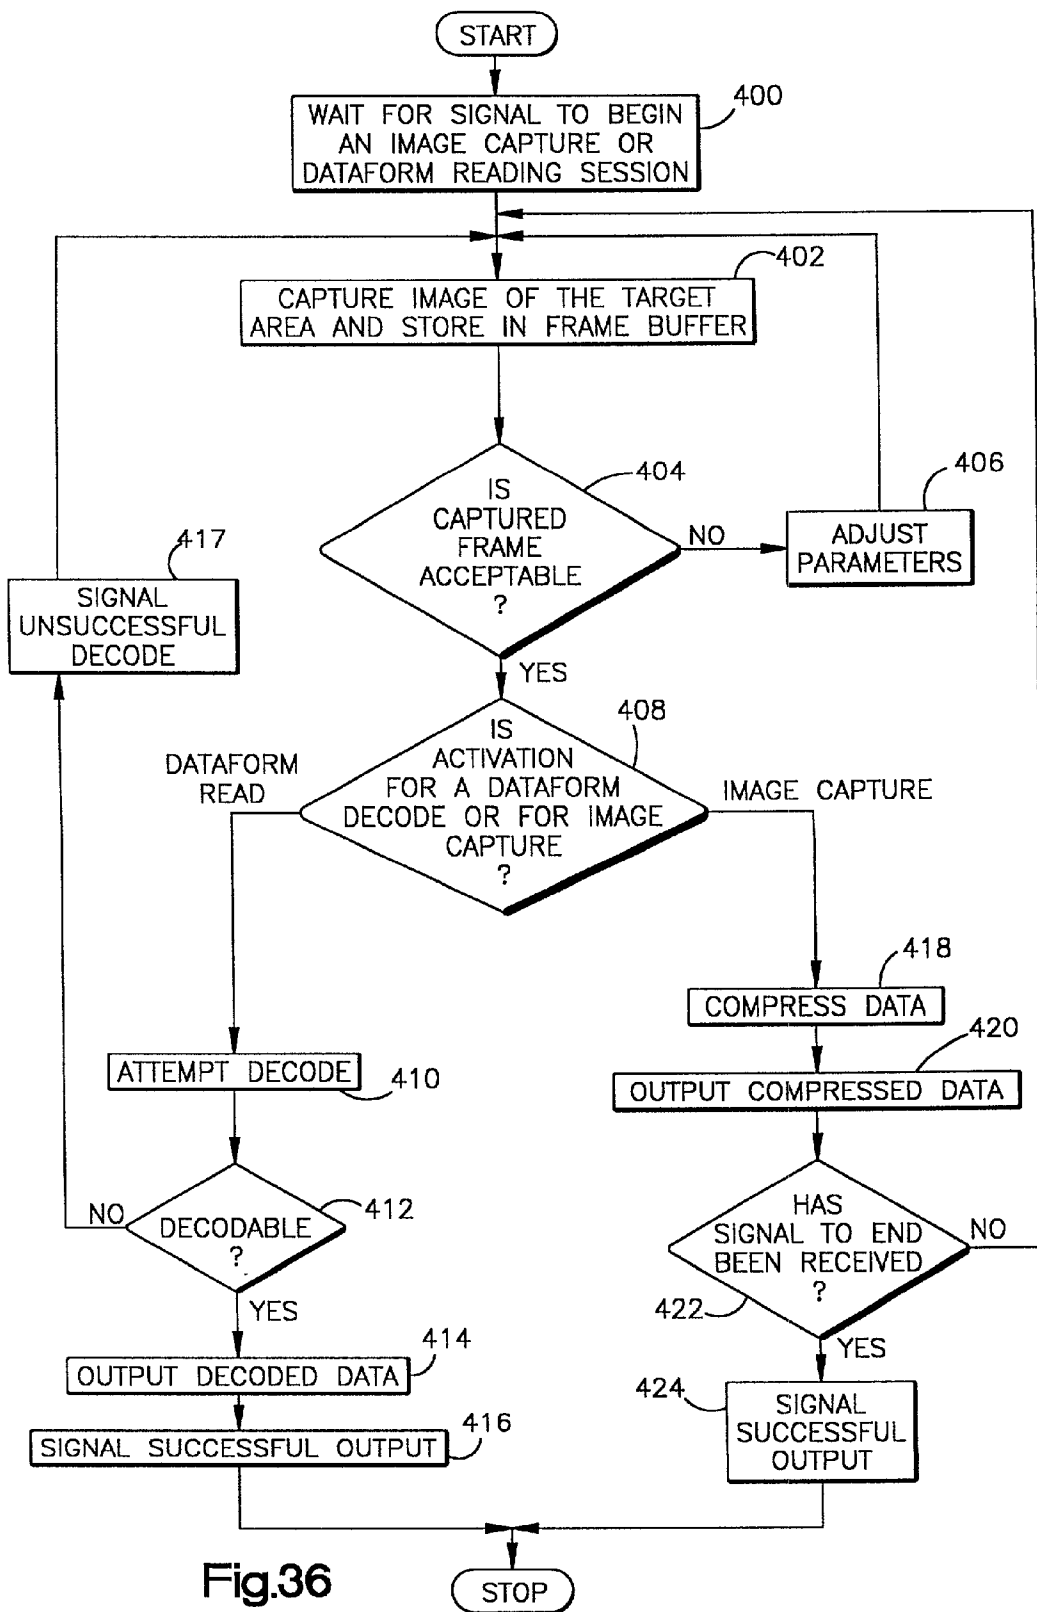 START
WAIT FOR SIGNAL TO BEGIN
AN IMAGE CAPTURE OR
DATAFORM READING SESSION
400
402
CAPTURE IMAGE OF THE TARGET
AREA AND STORE IN FRAME BUFFER
404
IS
CAPTURED
FRAME
ACCEPTABLE
?
NO
406
ADJUST
PARAMETERS
417
SIGNAL
UNSUCCESSFUL
DECODE
YES
408
IS
ACTIVATION
FOR A DATAFORM
DECODE OR FOR IMAGE
CAPTURE
?
DATAFORM
READ
IMAGE CAPTURE
418
COMPRESS DATA
420
OUTPUT COMPRESSED DATA
ATTEMPT DECODE
410
412
DECODABLE
?
NO
YES
HAS
SIGNAL TO END
BEEN RECEIVED
?
NO
422
YES
414
OUTPUT DECODED DATA
416
SIGNAL SUCCESSFUL OUTPUT
424
SIGNAL
SUCCESSFUL
OUTPUT
STOP
Fig.36